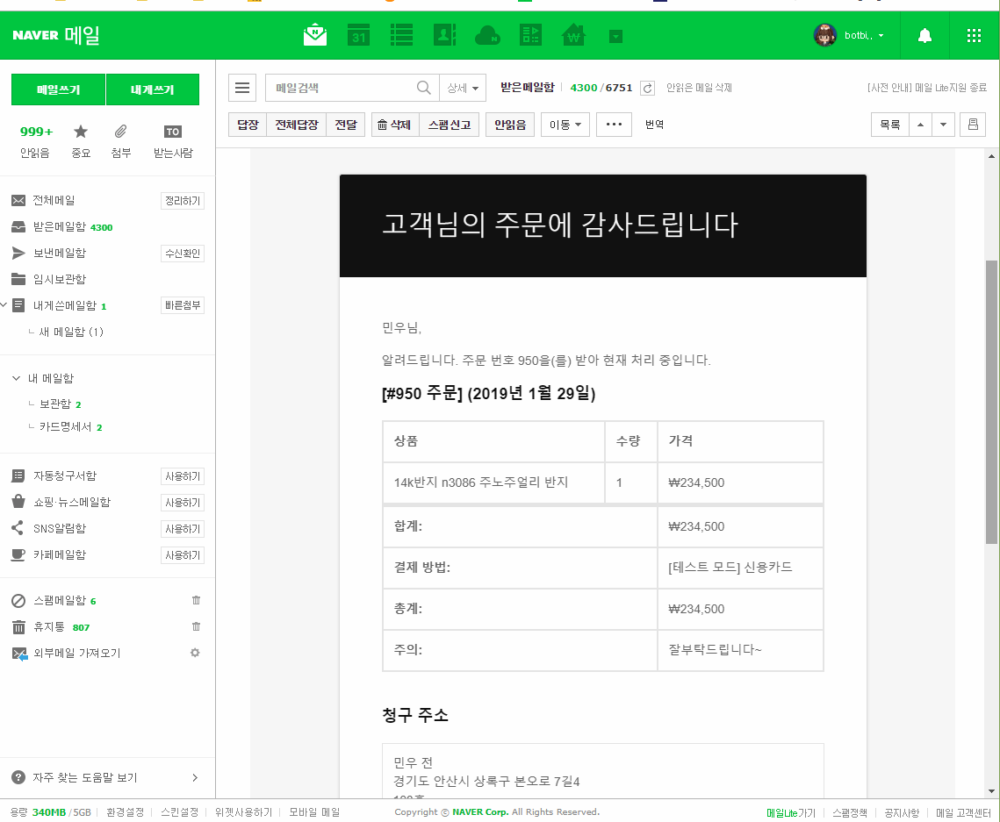 NAVER 메일
31
botbi,,
메일쓰기 내게쓰기
999+ TO
안읽음 중요 첨부 받는사람
전체메일 정리하기
받은메일함 4300
보낸메일함 수신확인
임시보관함
내게쓴메일함 1 빠른첨부
새 메일함 (1)
내 메일함
보관함 2
카드명세서 2
자동청구서함 사용하기
쇼핑·뉴스메일함 사용하기
SNS알림함 사용하기
카페메일함 사용하기
스팸메일함 6
휴지통 807
외부메일 가져오기
자주 찾는 도움말 보기
메일검색 상세 받은메일함 4300/6751 안읽은 메일 삭제 [사전 안내] 메일 Lite지원 종료
답장 전체답장 전달 삭제 스팸신고 안읽음 이동 ••• 번역 목록
고객님의 주문에 감사드립니다
민우님,
알려드립니다. 주문 번호 950을(를) 받아 현재 처리 중입니다.
[#950 주문] (2019년 1월 29일)
상품 수량 가격
14k반지 n3086 주노주얼리 반지 1 ₩234,500
합계: ₩234,500
결제 방법: [테스트 모드] 신용카드
총계: ₩234,500
주의: 잘부탁드립니다~
청구 주소
민우 전
경기도 안산시 상록구 본오로 7길4
용량 340MB/5GB 환경설정 스킨설정 위젯사용하기 모바일 메일 Copyright © NAVER Corp. All Rights Reserved. 메일Lite가기 스팸정책 공지사항 메일 고객센터